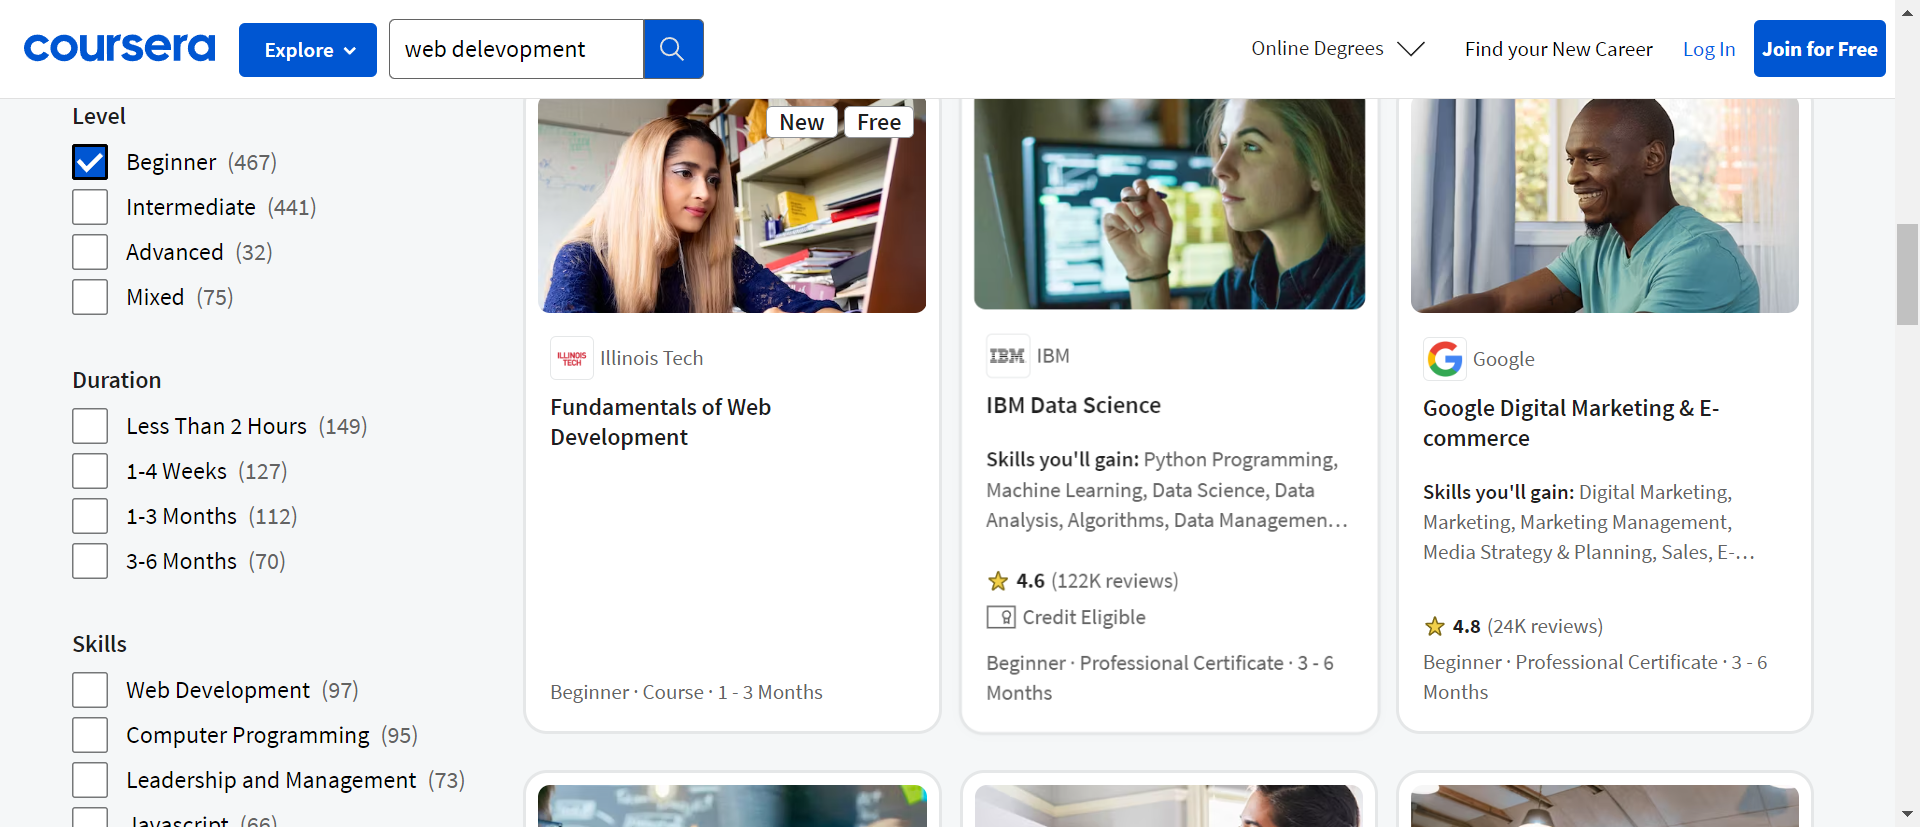 coursera
Explore
web delevopment
Online Degrees
Find your New Career
Log In
Join for Free
Level
Beginner (467)
Intermediate (441)
Advanced (32)
Mixed (75)
Duration
Less Than 2 Hours (149)
1-4 Weeks (127)
1-3 Months (112)
3-6 Months (70)
Skills
Web Development (97)
Computer Programming (95)
Leadership and Management (73)
Javascript (66)
New
Free
ILLINOIS
TECH
Illinois Tech
Fundamentals of Web
Development
Beginner · Course · 1 - 3 Months
IBM
IBM
IBM Data Science
Skills you'll gain: Python Programming,
Machine Learning, Data Science, Data
Analysis, Algorithms, Data Managemen...
4.6 (122K reviews)
Credit Eligible
Beginner · Professional Certificate · 3 - 6
Months
G
Google
Google Digital Marketing & E-
commerce
Skills you'll gain: Digital Marketing,
Marketing, Marketing Management,
Media Strategy & Planning, Sales, E-...
4.8 (24K reviews)
Beginner · Professional Certificate · 3 - 6
Months